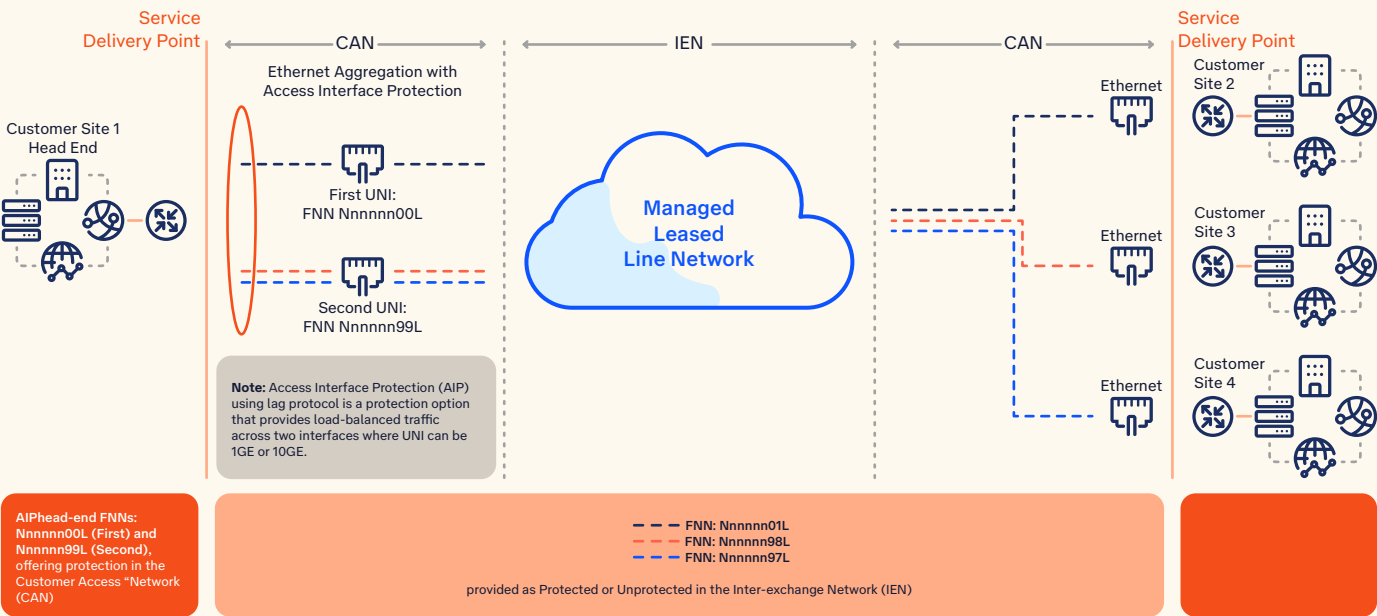 Service
Delivery Point
CAN
IEN
CAN
Service
Delivery Point
Ethernet Aggregation with
Access Interface Protection
Customer Site 1
Head End
First UNI:
FNN Nnnnnn00L
Second UNI:
FNN Nnnnnn99L
Managed
Leased
Line Network
Ethernet
Customer
Site 2
Ethernet
Customer
Site 3
Ethernet
Customer
Site 4
Note: Access Interface Protection (AIP)
using lag protocol is a protection option
that provides load-balanced traffic
across two interfaces where UNI can be
1GE or 10GE.
AIPhead-end FNNs:
Nnnnnn00L (First) and
Nnnnnn99L (Second),
offering protection in the
Customer Access “Network
(CAN)
FNN: Nnnnnn01L
FNN: Nnnnnn98L
FNN: Nnnnnn97L
provided as Protected or Unprotected in the Inter-exchange Network (IEN)